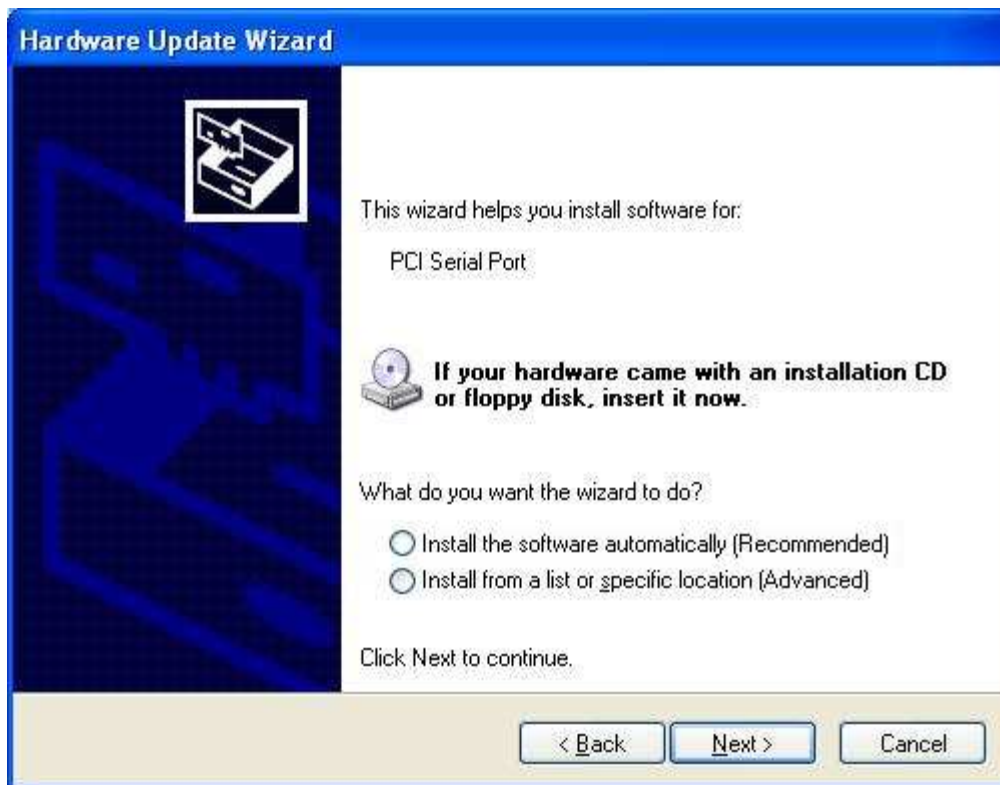 Hardware Update Wizard
This wizard helps you install software for:
PCI Serial Port
If your hardware came with an installation CD
or floppy disk, insert it now.
What do you want the wizard to do?
Install the software automatically (Recommended)
Install from a list or specific location (Advanced)
Click Next to continue.
< Back Next > Cancel